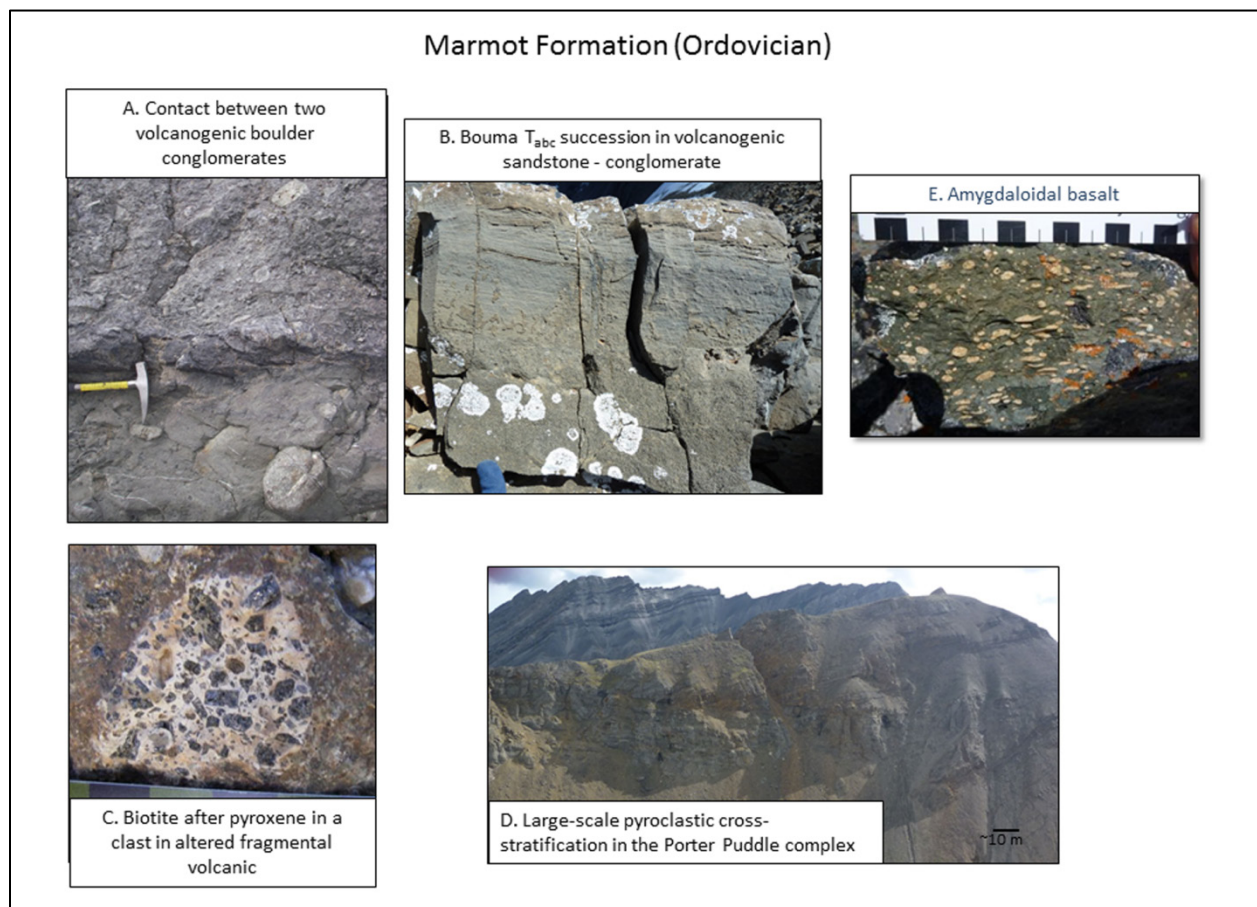 Marmot Formation (Ordovician)
A. Contact between two
volcanogenic boulder
conglomerates
B. Bouma Tabc succession in volcanogenic
sandstone - conglomerate
E. Amygdaloidal basalt
C. Biotite after pyroxene in a
clast in altered fragmental
volcanic
D. Large-scale pyroclastic cross-
stratification in the Porter Puddle complex
~10 m